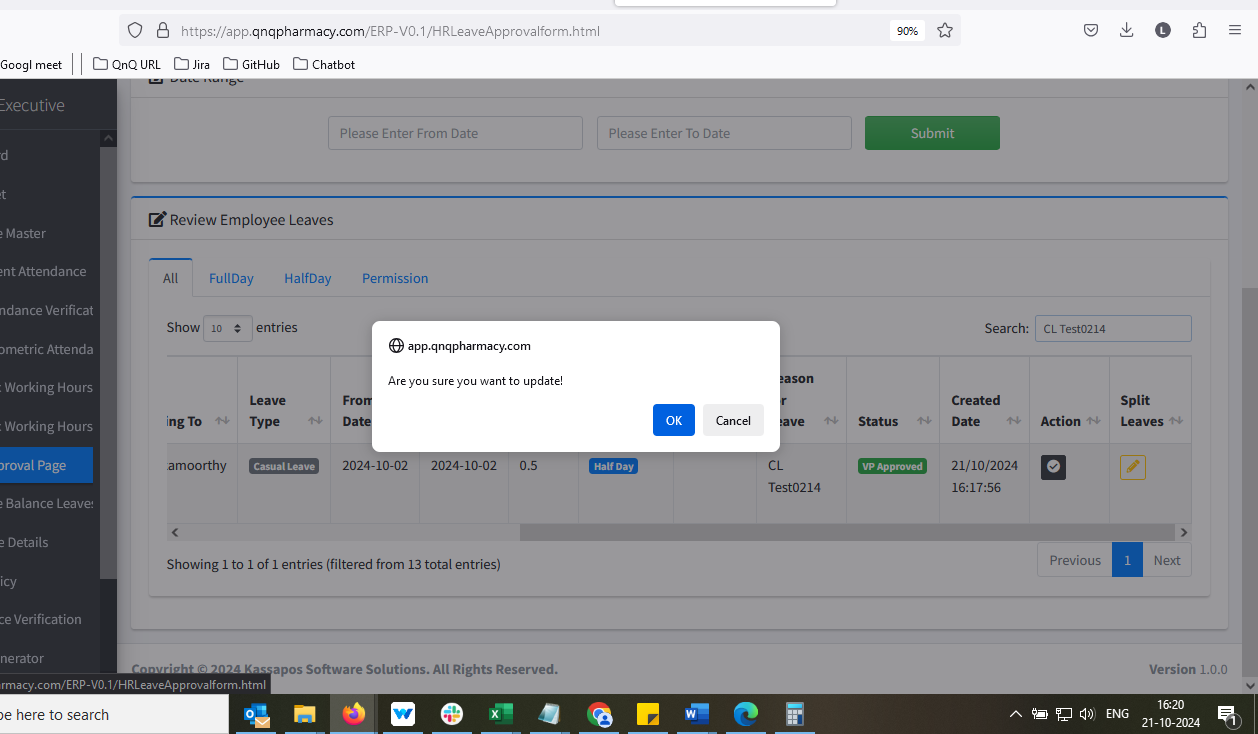 https://app.qnqpharmacy.com/ERP-V0.1/HRLeaveApprovalform.html
90%
L
Googl meet
QnQ URL
Jira
GitHub
Chatbot
Executive
Date Range
Please Enter From Date
Please Enter To Date
Submit
Review Employee Leaves
All
FullDay
HalfDay
Permission
Show 10 entries
Search: CL Test0214
app.qnqpharmacy.com
Are you sure you want to update!
OK
Cancel
ing To
Leave Type
From Date
eason
eave
Status
Created Date
Action
Split Leaves
amoorthy
Casual Leave
2024-10-02
2024-10-02
0.5
Half Day
CL Test0214
VP Approved
21/10/2024 16:17:56
Showing 1 to 1 of 1 entries (filtered from 13 total entries)
Previous
1
Next
e Master
ent Attendance
ndance Verificat
ometric Attenda
Working Hours
Working Hours
proval Page
e Balance Leaves
e Details
icy
ce Verification
nerator
Copyright © 2024 Kassapos Software Solutions. All Rights Reserved.
Version 1.0.0
rmacy.com/ERP-V0.1/HRLeaveApprovalform.html
pe here to search
ENG
16:20
21-10-2024
1